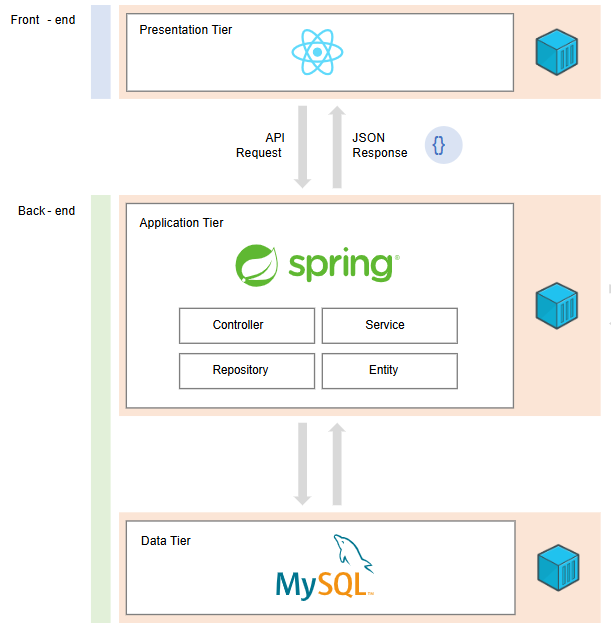 Front - end
Presentation Tier
API
Request
JSON
Response
{}
Back - end
Application Tier
spring®
Controller
Service
Repository
Entity
Data Tier
MySQL™